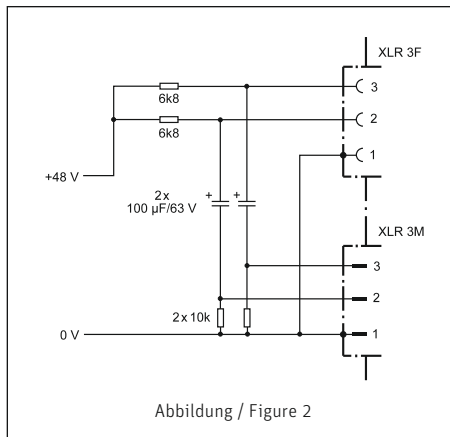 XLR 3F
3
6k8
2
6k8
1
+48 V
2x
100 µF/63 V
+
+
XLR 3M
3
2
2 x 10k
1
0 V
Abbildung / Figure 2